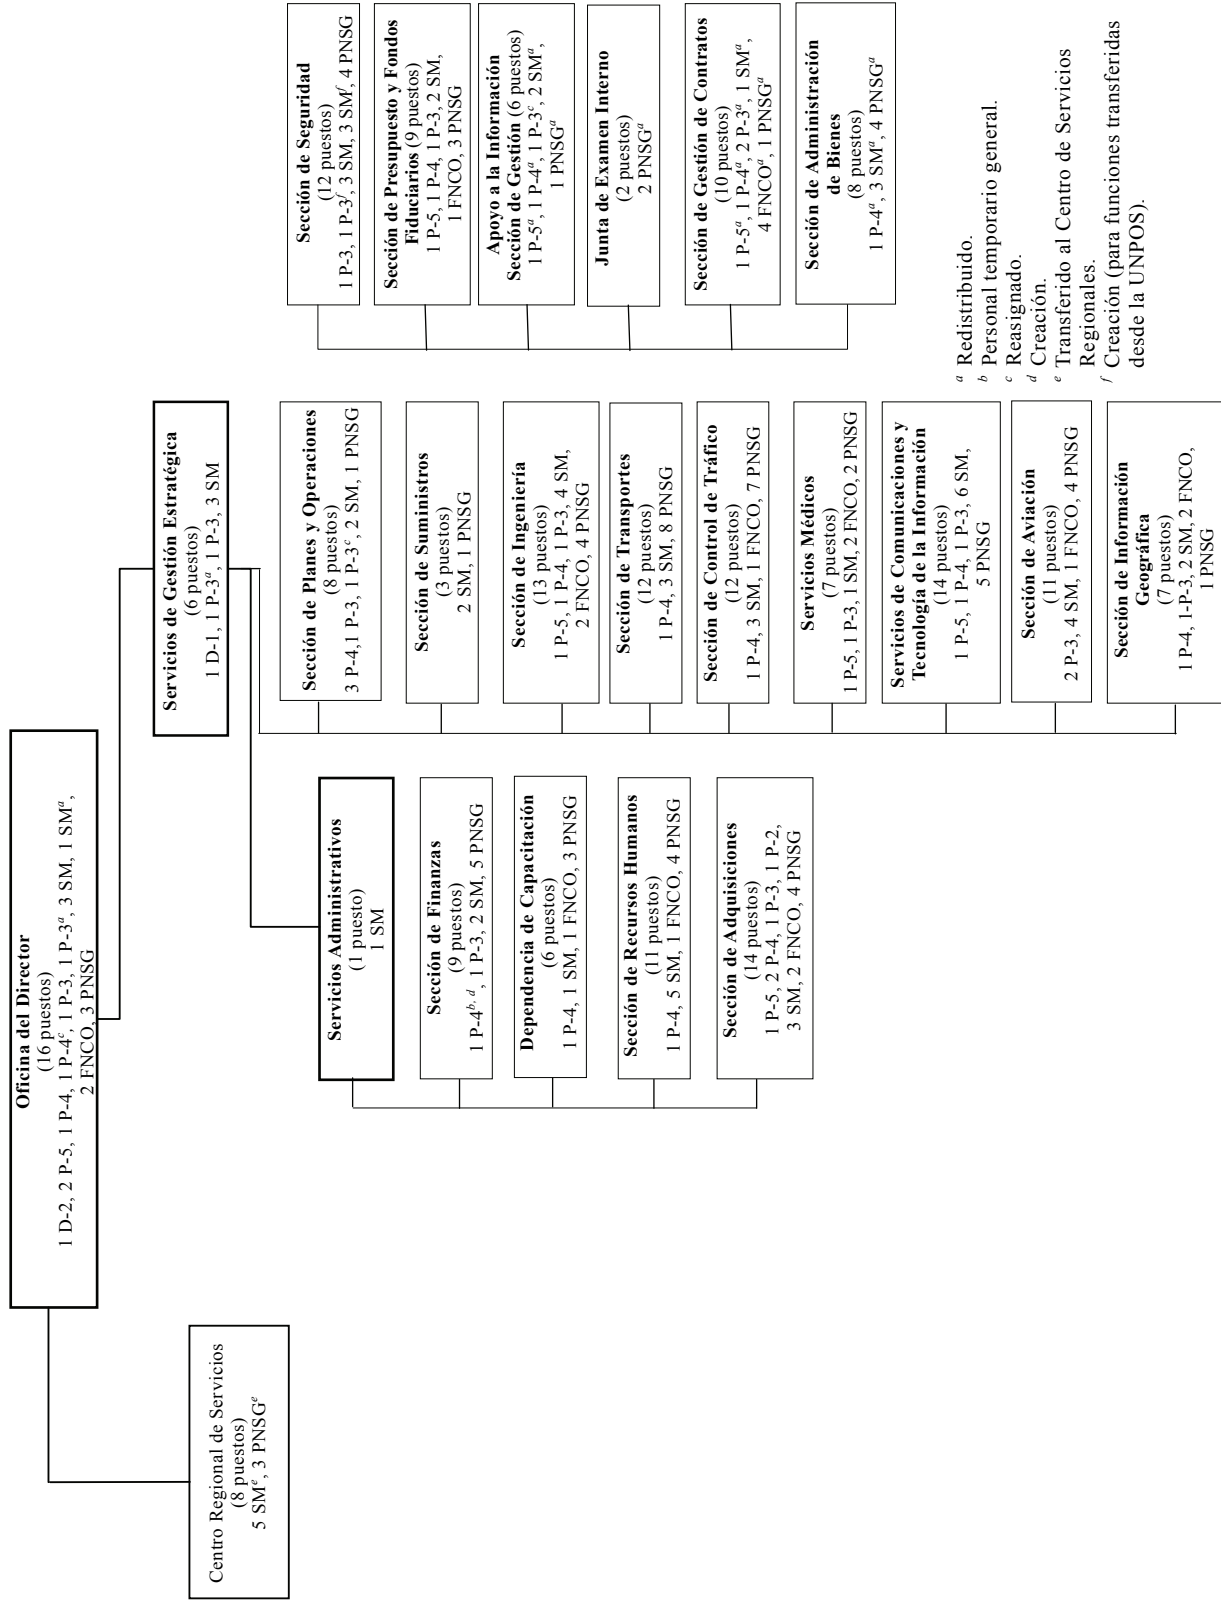 Oficina del Director
(16 puestos)
1 D-2, 2 P-5, 1 P-4, 1 P-4c, 1 P-3, 1 P-3a, 3 SM, 1 SMa,
2 FNCO, 3 PNSG
Centro Regional de Servicios
(8 puestos)
5 SMe, 3 PNSGe
Servicios de Gestión Estratégica
(6 puestos)
1 D-1, 1 P-3a, 1 P-3, 3 SM
Servicios Administrativos
(1 puesto)
1 SM
Sección de Finanzas
(9 puestos)
1 P-4b, d, 1 P-3, 2 SM, 5 PNSG
Dependencia de Capacitación
(6 puestos)
1 P-4, 1 SM, 1 FNCO, 3 PNSG
Sección de Recursos Humanos
(11 puestos)
1 P-4, 5 SM, 1 FNCO, 4 PNSG
Sección de Adquisiciones
(14 puestos)
1 P-5, 2 P-4, 1 P-3, 1 P-2,
3 SM, 2 FNCO, 4 PNSG
Sección de Planes y Operaciones
(8 puestos)
3 P-4,1 P-3, 1 P-3c, 2 SM, 1 PNSG
Sección de Suministros
(3 puestos)
2 SM, 1 PNSG
Sección de Ingeniería
(13 puestos)
1 P-5, 1 P-4, 1 P-3, 4 SM,
2 FNCO, 4 PNSG
Sección de Transportes
(12 puestos)
1 P-4, 3 SM, 8 PNSG
Sección de Control de Tráfico
(12 puestos)
1 P-4, 3 SM, 1 FNCO, 7 PNSG
Servicios Médicos
(7 puestos)
1 P-5, 1 P-3, 1 SM, 2 FNCO, 2 PNSG
Servicios de Comunicaciones y
Tecnología de la Información
(14 puestos)
1 P-5, 1 P-4, 1 P-3, 6 SM,
5 PNSG
Sección de Aviación
(11 puestos)
2 P-3, 4 SM, 1 FNCO, 4 PNSG
Sección de Información
Geográfica
(7 puestos)
1 P-4, 1-P-3, 2 SM, 2 FNCO,
1 PNSG
Sección de Seguridad
(12 puestos)
1 P-3, 1 P-3f, 3 SM, 3 SMf, 4 PNSG
Sección de Presupuesto y Fondos
Fiduciarios (9 puestos)
1 P-5, 1 P-4, 1 P-3, 2 SM,
1 FNCO, 3 PNSG
Apoyo a la Información
Sección de Gestión (6 puestos)
1 P-5a, 1 P-4a, 1 P-3c, 2 SMa,
1 PNSGa
Junta de Examen Interno
(2 puestos)
2 PNSGa
Sección de Gestión de Contratos
(10 puestos)
1 P-5a, 1 P-4a, 2 P-3a, 1 SMa,
4 FNCOa, 1 PNSGa
Sección de Administración
de Bienes
(8 puestos)
1 P-4a, 3 SMa, 4 PNSGa
a Redistribuido.
b Personal temporario general.
c Reasignado.
d Creación.
e Transferido al Centro de Servicios
Regionales.
f Creación (para funciones transferidas
desde la UNPOS).